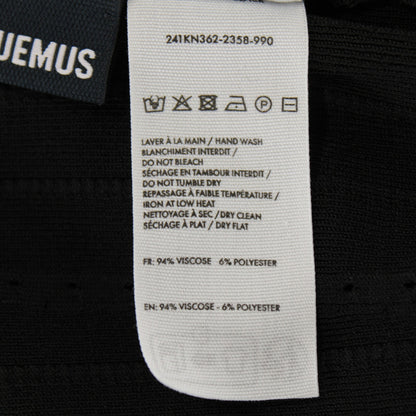 UEMUS
241KN362-2358-990
LAVER À LA MAIN / HAND WASH
BLANCHIMENT INTERDIT /
DO NOT BLEACH
SÉCHAGE EN TAMBOUR INTERDIT /
DO NOT TUMBLE DRY
REPASSAGE À FAIBLE TEMPÉRATURE /
IRON AT LOW HEAT
NETTOYAGE À SEC / DRY CLEAN
SÉCHAGE À PLAT / DRY FLAT
FR: 94% VISCOSE 6% POLYESTER
EN: 94% VISCOSE - 6% POLYESTER